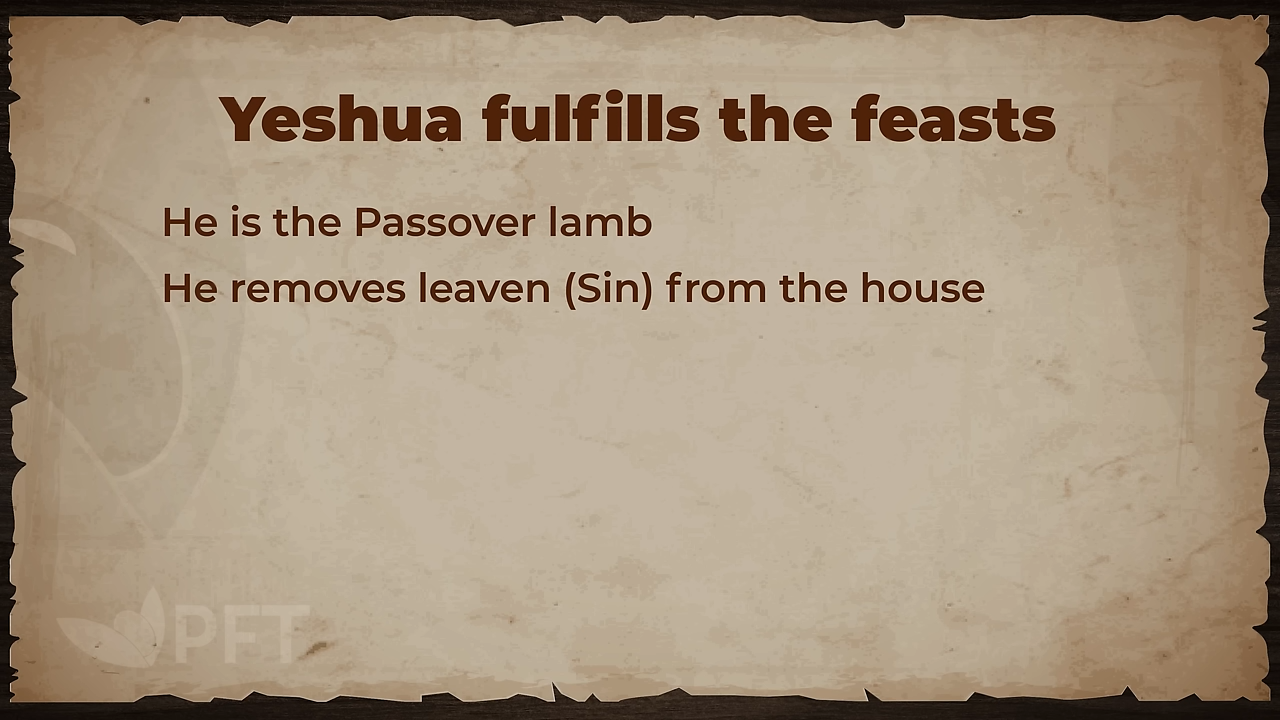 Yeshua fulfills the feasts
He is the Passover lamb
He removes leaven (Sin) from the house
PFT